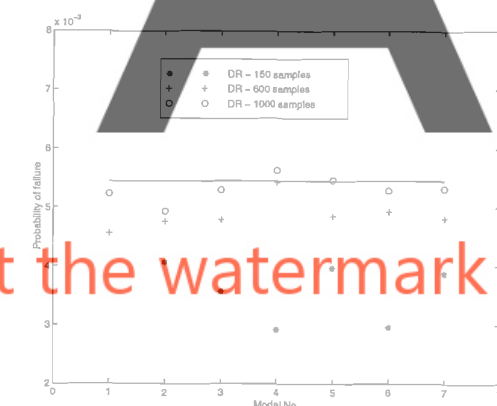 8 x 10⁻³
DR – 150 samples
7
DR – 600 samples
DR – 1000 samples
6
Probability of failure
5
t the watermark
4
3
2
0 1 2 3 4 5 6 7
Model No